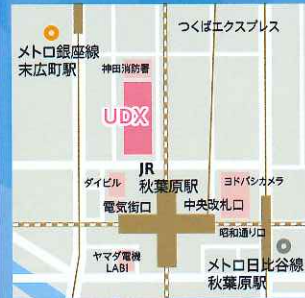 つくばエクスプレス
メトロ銀座線
末広町駅
神田消防署
UDX
JR
秋葉原駅
ダイビル
ヨドバシカメラ
電気街口
中央改札口
昭和通り口
ヤマダ電機
LABI
メトロ日比谷線
秋葉原駅